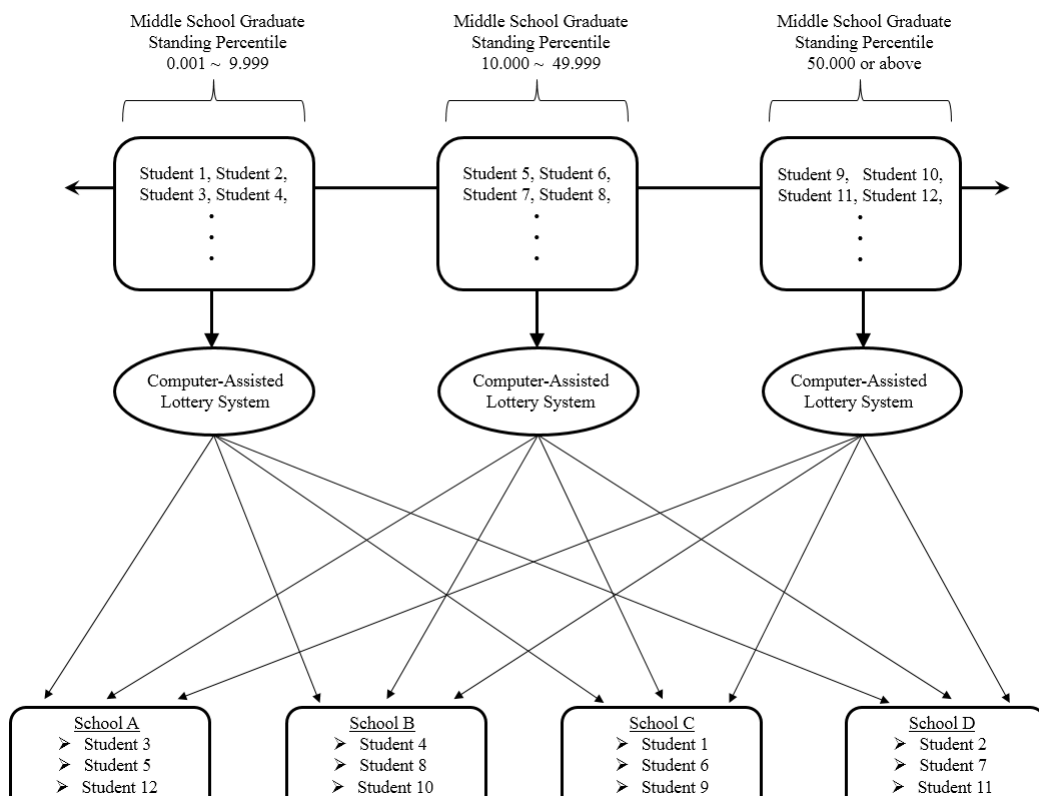 Middle School Graduate
Standing Percentile
0.001 ~ 9.999
Middle School Graduate
Standing Percentile
10.000 ~ 49.999
Middle School Graduate
Standing Percentile
50.000 or above
Student 1, Student 2,
Student 3, Student 4,
Student 5, Student 6,
Student 7, Student 8,
Student 9, Student 10,
Student 11, Student 12,
Computer-Assisted
Lottery System
Computer-Assisted
Lottery System
Computer-Assisted
Lottery System
School A
➢ Student 3
➢ Student 5
➢ Student 12
School B
➢ Student 4
➢ Student 8
➢ Student 10
School C
➢ Student 1
➢ Student 6
➢ Student 9
School D
➢ Student 2
➢ Student 7
➢ Student 11